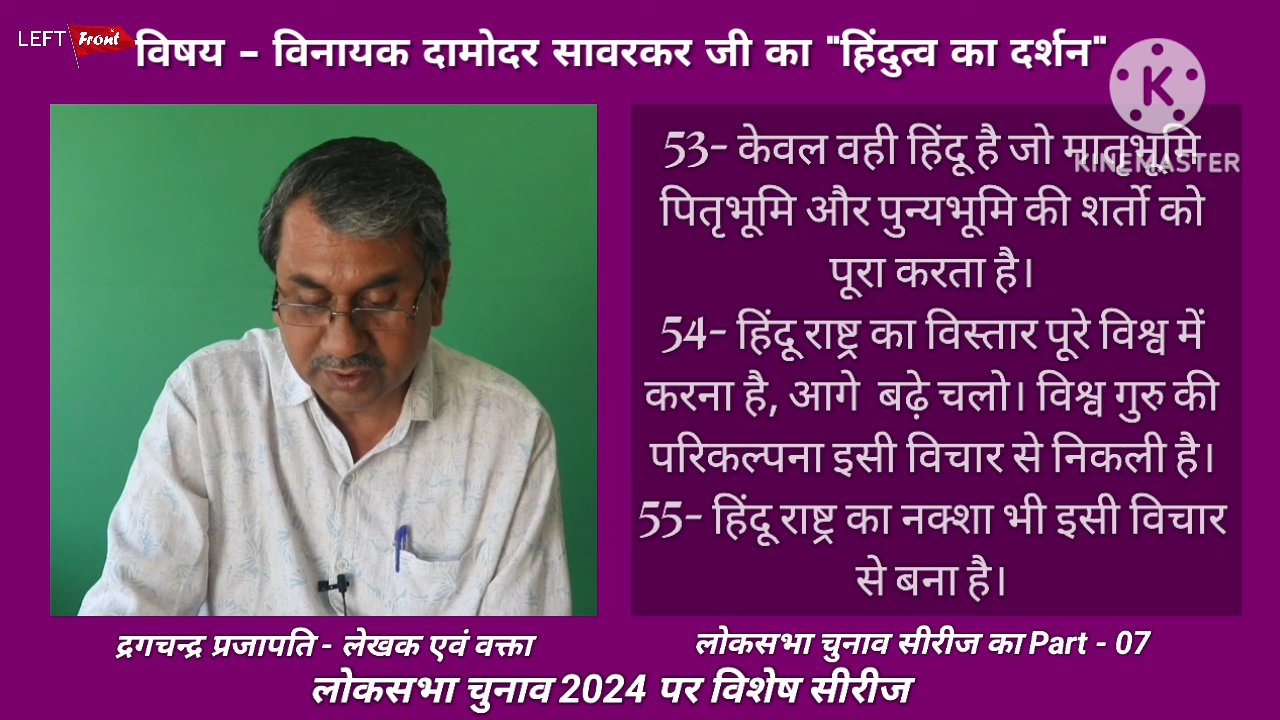 LEFT Front
विषय - विनायक दामोदर सावरकर जी का "हिंदुत्व का दर्शन"
K
KINEMASTER
53- केवल वही हिंदू है जो मातृभूमि
पितृभूमि और पुन्यभूमि की शर्तो को
पूरा करता है।
54- हिंदू राष्ट्र का विस्तार पूरे विश्व में
करना है, आगे बढ़े चलो। विश्व गुरु की
परिकल्पना इसी विचार से निकली है।
55- हिंदू राष्ट्र का नक्शा भी इसी विचार
से बना है।
द्रगचन्द्र प्रजापति - लेखक एवं वक्ता
लोकसभा चुनाव सीरीज का Part - 07
लोकसभा चुनाव 2024 पर विशेष सीरीज